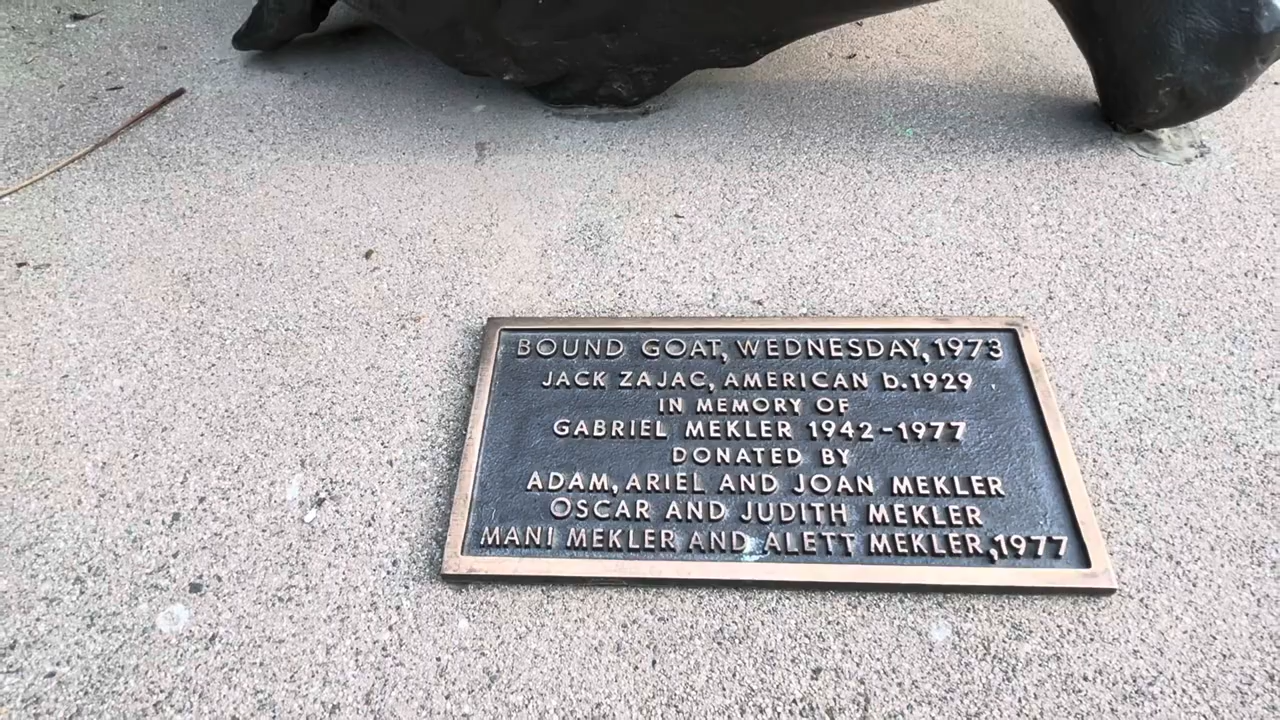 BOUND GOAT, WEDNESDAY, 1973
JACK ZAJAC, AMERICAN b.1929
IN MEMORY OF
GABRIEL MEKLER 1942-1977
DONATED BY
ADAM, ARIEL AND JOAN MEKLER
OSCAR AND JUDITH MEKLER
MANI MEKLER AND ALETT MEKLER, 1977